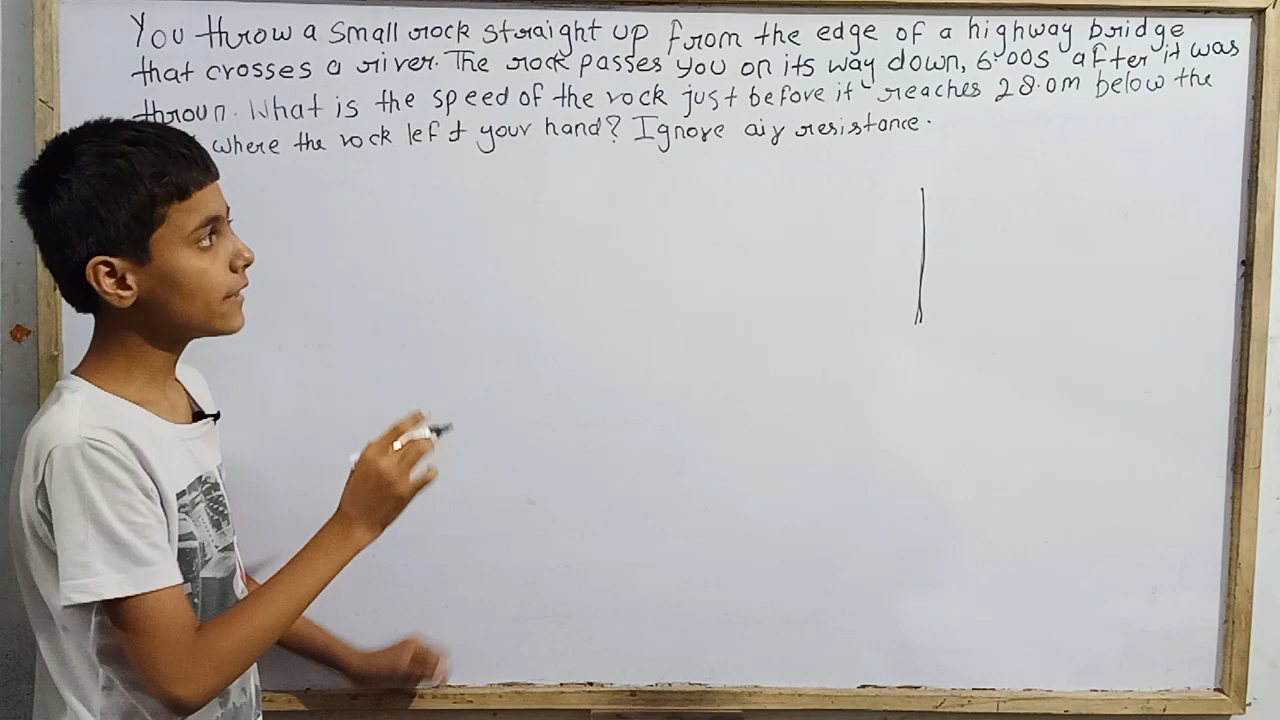 You throw a small rock straight up from the edge of a highway bridge
that crosses a river. The rock passes you on its way down, 6.00s after it was
thrown. What is the speed of the rock just before it reaches 28.0m below the
where the rock left your hand? Ignore air resistance.